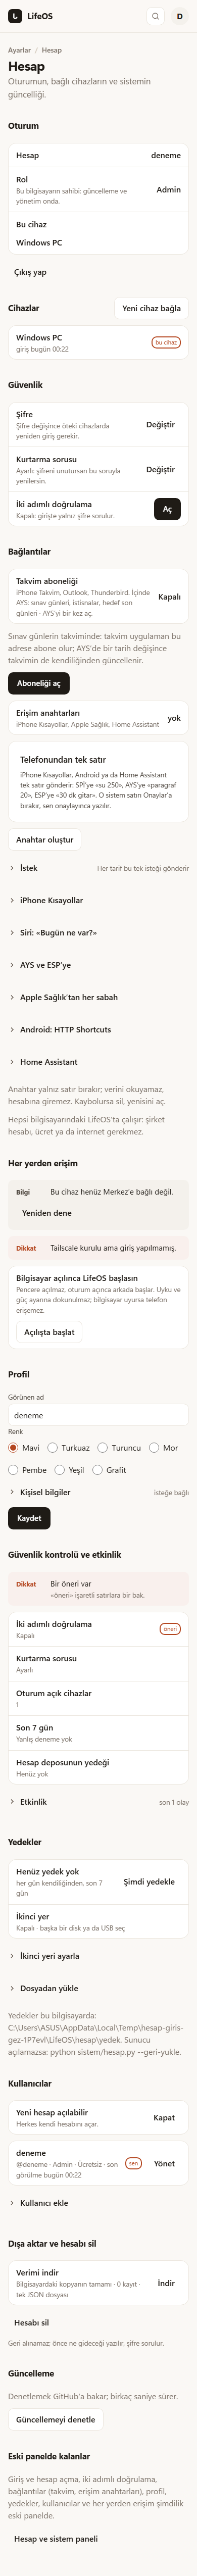 LifeOS
D
Ayarlar / Hesap
Hesap
Oturumun, bağlı cihazların ve sistemin
güncelliği.
Oturum
Hesap deneme
Rol
Bu bilgisayarın sahibi: güncelleme ve
yönetim onda.
Admin
Bu cihaz
Windows PC
Çıkış yap
Cihazlar
Yeni cihaz bağla
Windows PC
giriş bugün 00:22
bu cihaz
Güvenlik
Şifre
Şifre değişince öteki cihazlarda
yeniden giriş gerekir.
Değiştir
Kurtarma sorusu
Ayarlı: şifreni unutursan bu soruyla
yenilersin.
Değiştir
İki adımlı doğrulama
Kapalı: girişte yalnız şifre sorulur.
Aç
Bağlantılar
Takvim aboneliği
iPhone Takvim, Outlook, Thunderbird. İçinde
AYS: sınav günleri, istisnalar, hedef son
günleri · AYS'yi bir kez aç.
Kapalı
Sınav günlerin takviminde: takvim uygulaman bu
adrese abone olur; AYS'de bir tarih değişince
takvimin de kendiliğinden güncellenir.
Aboneliği aç
Erişim anahtarları
iPhone Kısayollar, Apple Sağlık, Home Assistant
yok
Telefonundan tek satır
iPhone Kısayollar, Android ya da Home Assistant
tek satır gönderir: SPİ'ye «su 250», AYS'ye «paragraf
20», ESP'ye «30 dk gitar». O sistem satırı Onaylar'a
bırakır, sen onaylayınca yazılır.
Anahtar oluştur
İstek
Her tarif bu tek isteği gönderir
iPhone Kısayollar
Siri: «Bugün ne var?»
AYS ve ESP'ye
Apple Sağlık'tan her sabah
Android: HTTP Shortcuts
Home Assistant
Anahtar yalnız satır bırakır; verini okuyamaz,
hesabına giremez. Kaybolursa sil, yenisini aç.
Hepsi bilgisayarındaki LifeOS'ta çalışır: şirket
hesabı, ücret ya da internet gerekmez.
Her yerden erişim
Bilgi
Bu cihaz henüz Merkez'e bağlı değil.
Yeniden dene
Dikkat
Tailscale kurulu ama giriş yapılmamış.
Bilgisayar açılınca LifeOS başlasın
Pencere açılmaz, oturum açınca arkada başlar. Uyku ve
güç ayarına dokunulmaz; bilgisayar uyursa telefon
erişemez.
Açılışta başlat
Profil
Görünen ad
deneme
Renk
Mavi
Turkuaz
Turuncu
Mor
Pembe
Yeşil
Grafit
Kişisel bilgiler
isteğe bağlı
Kaydet
Güvenlik kontrolü ve etkinlik
Dikkat
Bir öneri var
«öneri» işaretli satırlara bir bak.
İki adımlı doğrulama
Kapalı
öneri
Kurtarma sorusu
Ayarlı
Oturum açık cihazlar
1
Son 7 gün
Yanlış deneme yok
Hesap deposunun yedeği
Henüz yok
Etkinlik
son 1 olay
Yedekler
Henüz yedek yok
her gün kendiliğinden, son 7
gün
Şimdi yedekle
İkinci yer
Kapalı · başka bir disk ya da USB seç
İkinci yeri ayarla
Dosyadan yükle
Yedekler bu bilgisayarda:
C:\Users\ASUS\AppData\Local\Temp\hesap-giris-
gez-1P7evl\LifeOS\hesap\yedek. Sunucu
açılmazsa: python sistem/hesap.py --geri-yukle.
Kullanıcılar
Yeni hesap açılabilir
Herkes kendi hesabını açar.
Kapat
deneme
@deneme · Admin · Ücretsiz · son
görülme bugün 00:22
sen
Yönet
Kullanıcı ekle
Dışa aktar ve hesabı sil
Verimi indir
Bilgisayardaki kopyanın tamamı · 0 kayıt ·
tek JSON dosyası
İndir
Hesabı sil
Geri alınamaz; önce ne gideceği yazılır, şifre sorulur.
Güncelleme
Denetlemek GitHub'a bakar; birkaç saniye sürer.
Güncellemeyi denetle
Eski panelde kalanlar
Giriş ve hesap açma, iki adımlı doğrulama,
bağlantılar (takvim, erişim anahtarları), profil,
yedekler, kullanıcılar ve her yerden erişim şimdilik
eski panelde.
Hesap ve sistem paneli